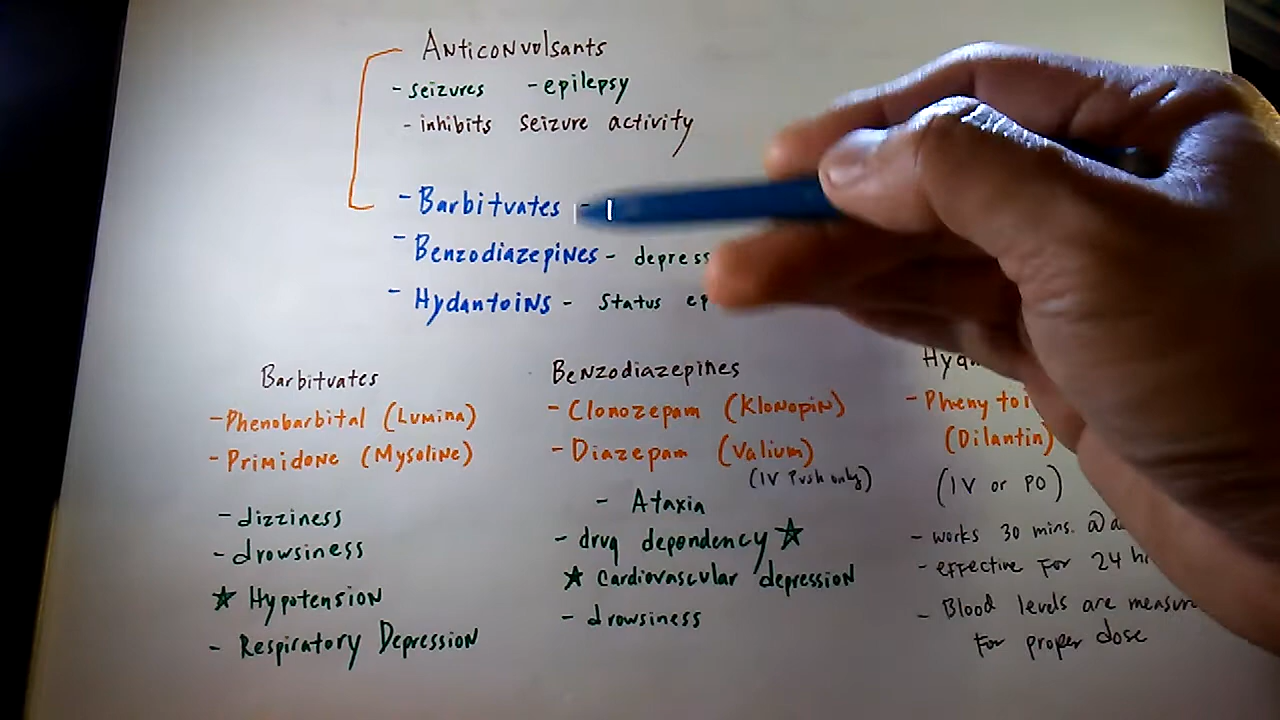 Anticonvolsants
- seizures - epilepsy
- inhibits seizure activity
- Barbituates -
- Benzodiazepines - depress
- Hydantoins - Status ep
Barbituates
- Phenobarbital (Lumina)
- Primidone (Mysoline)
- dizziness
- drowsiness
★ Hypotension
- Respiratory Depression
Benzodiazepines
- Clonozepam (Klonopin)
- Diazepam (Valium)
(IV Push only)
- Ataxia
- drug dependency ★
★ Cardiovascular depression
- drowsiness
Hyda
- Phenytoi
(Dilantin)
(IV or PO)
- works 30 mins. @
- effective for 24 h
- Blood levels are measur
for proper dose